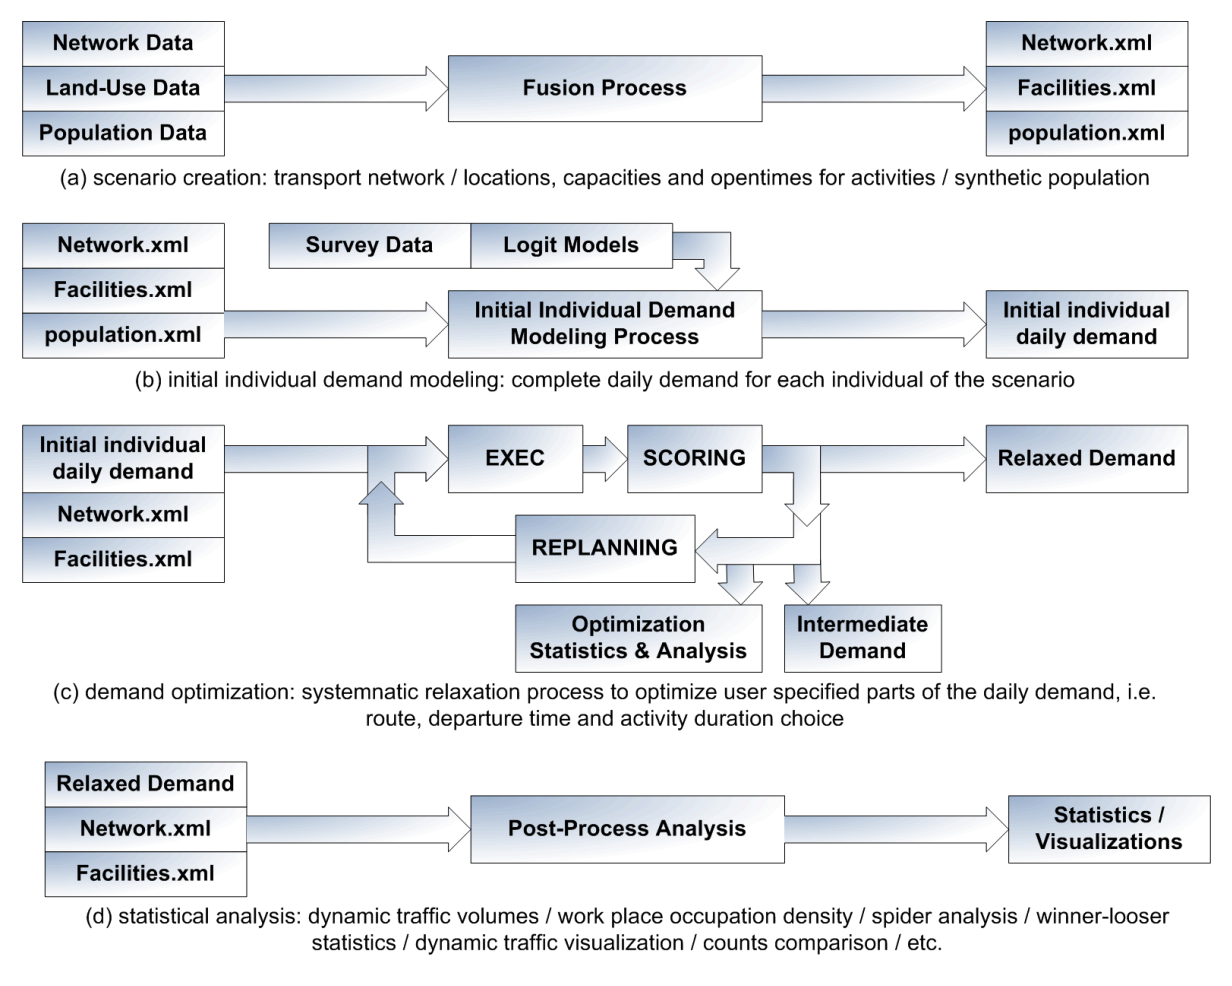 Network Data
Land-Use Data
Population Data
Fusion Process
Network.xml
Facilities.xml
population.xml
(a) scenario creation: transport network / locations, capacities and opentimes for activities / synthetic population
Network.xml
Facilities.xml
population.xml
Survey Data
Logit Models
Initial Individual Demand
Modeling Process
Initial individual
daily demand
(b) initial individual demand modeling: complete daily demand for each individual of the scenario
Initial individual
daily demand
Network.xml
Facilities.xml
EXEC
SCORING
Relaxed Demand
REPLANNING
Optimization
Statistics & Analysis
Intermediate
Demand
(c) demand optimization: systemnatic relaxation process to optimize user specified parts of the daily demand, i.e.
route, departure time and activity duration choice
Relaxed Demand
Network.xml
Facilities.xml
Post-Process Analysis
Statistics /
Visualizations
(d) statistical analysis: dynamic traffic volumes / work place occupation density / spider analysis / winner-looser
statistics / dynamic traffic visualization / counts comparison / etc.